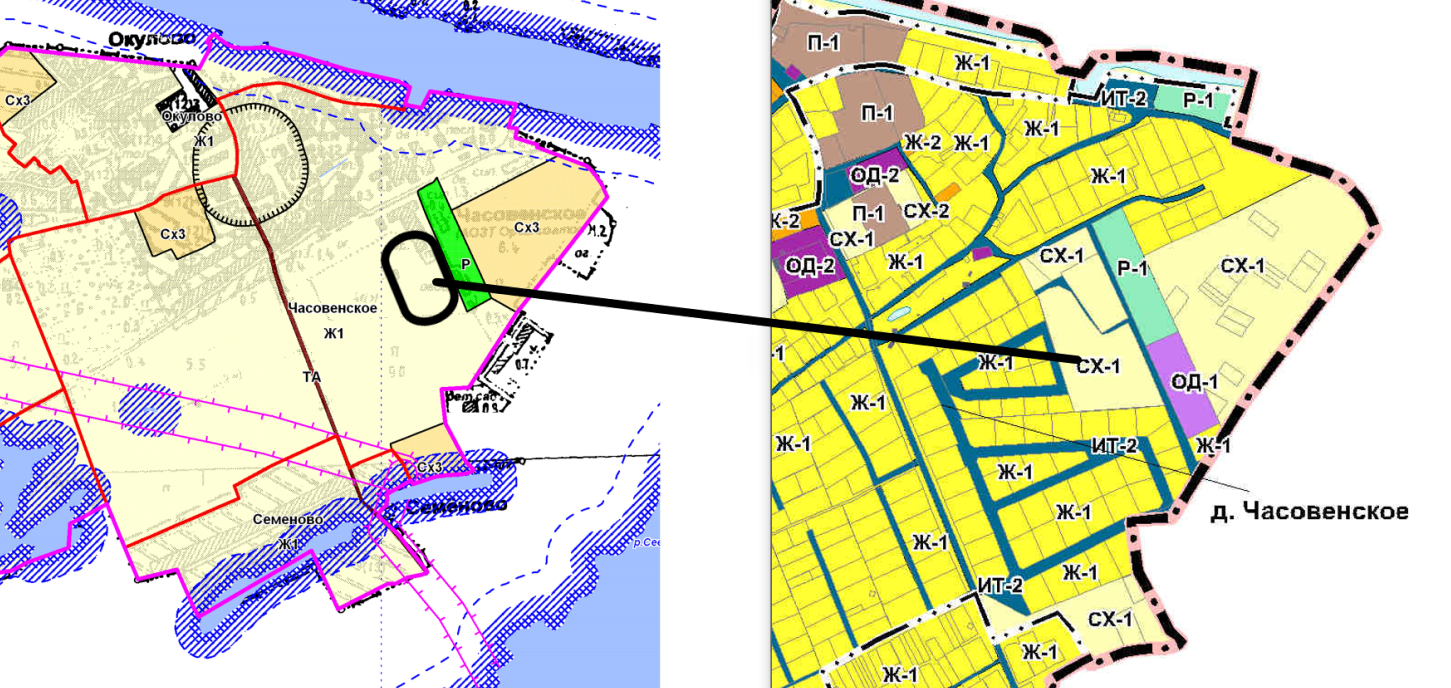 Окулово
Сх3
Окулово
Ж1
Часовенское
Сх3
Сх3
Р
Часовенское
Ж1
ТА
Сх3
Семеново
Семеново
Ж1
П-1
Ж-1
ИТ-2
Р-1
П-1
Ж-2
Ж-1
Ж-1
ОД-2
Ж-1
П-1
СХ-2
СХ-1
ОД-2
Ж-1
СХ-1
Р-1
СХ-1
Ж-1
СХ-1
ОД-1
Ж-1
Ж-1
ИТ-2
Ж-1
Ж-1
Ж-1
д. Часовенское
Ж-1
Ж-1
ИТ-2
СХ-1
Ж-1
Ж-1